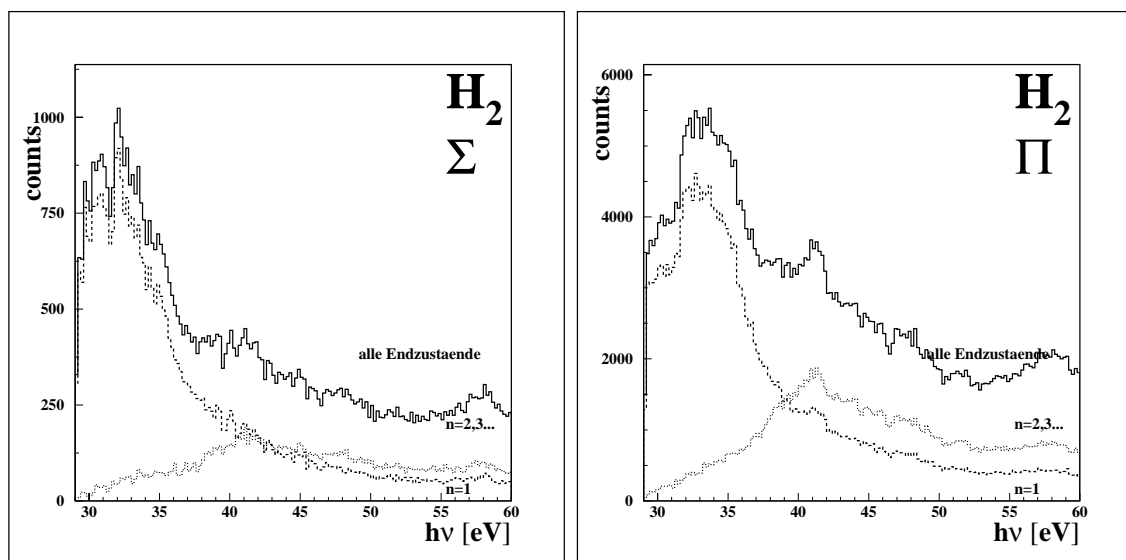 H2
Σ
counts
1000
750
500
250
0
alle Endzustaende
n=2,3...
n=1
30 35 40 45 50 55 60
hν [eV]
H2
Π
counts
6000
4000
2000
0
alle Endzustaende
n=2,3...
n=1
30 35 40 45 50 55 60
hν [eV]